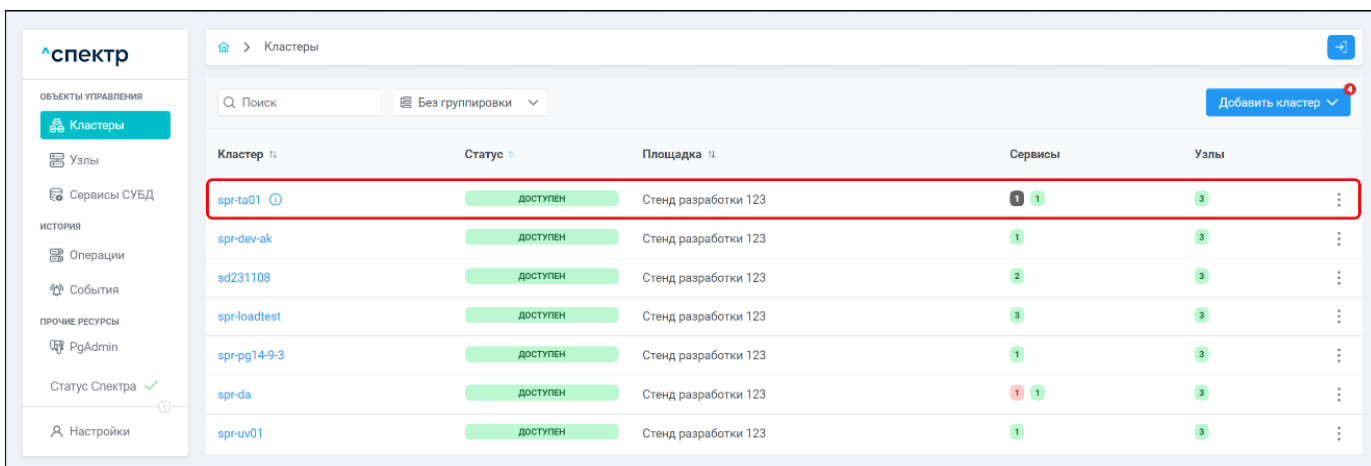 ^спектр
ОБЪЕКТЫ УПРАВЛЕНИЯ
Кластеры
Узлы
Сервисы СУБД
ИСТОРИЯ
Операции
События
ПРОЧИЕ РЕСУРСЫ
PgAdmin
Статус Спектра
Настройки
> Кластеры
Поиск
Без группировки
Добавить кластер 4
Кластер Статус Площадка Сервисы Узлы
spr-ta01 ДОСТУПЕН Стенд разработки 123 1 1 3
spr-dev-ak ДОСТУПЕН Стенд разработки 123 1 3
sd231108 ДОСТУПЕН Стенд разработки 123 2 3
spr-loadtest ДОСТУПЕН Стенд разработки 123 3 3
spr-pg14-9-3 ДОСТУПЕН Стенд разработки 123 1 3
spr-da ДОСТУПЕН Стенд разработки 123 1 1 3
spr-uv01 ДОСТУПЕН Стенд разработки 123 1 3